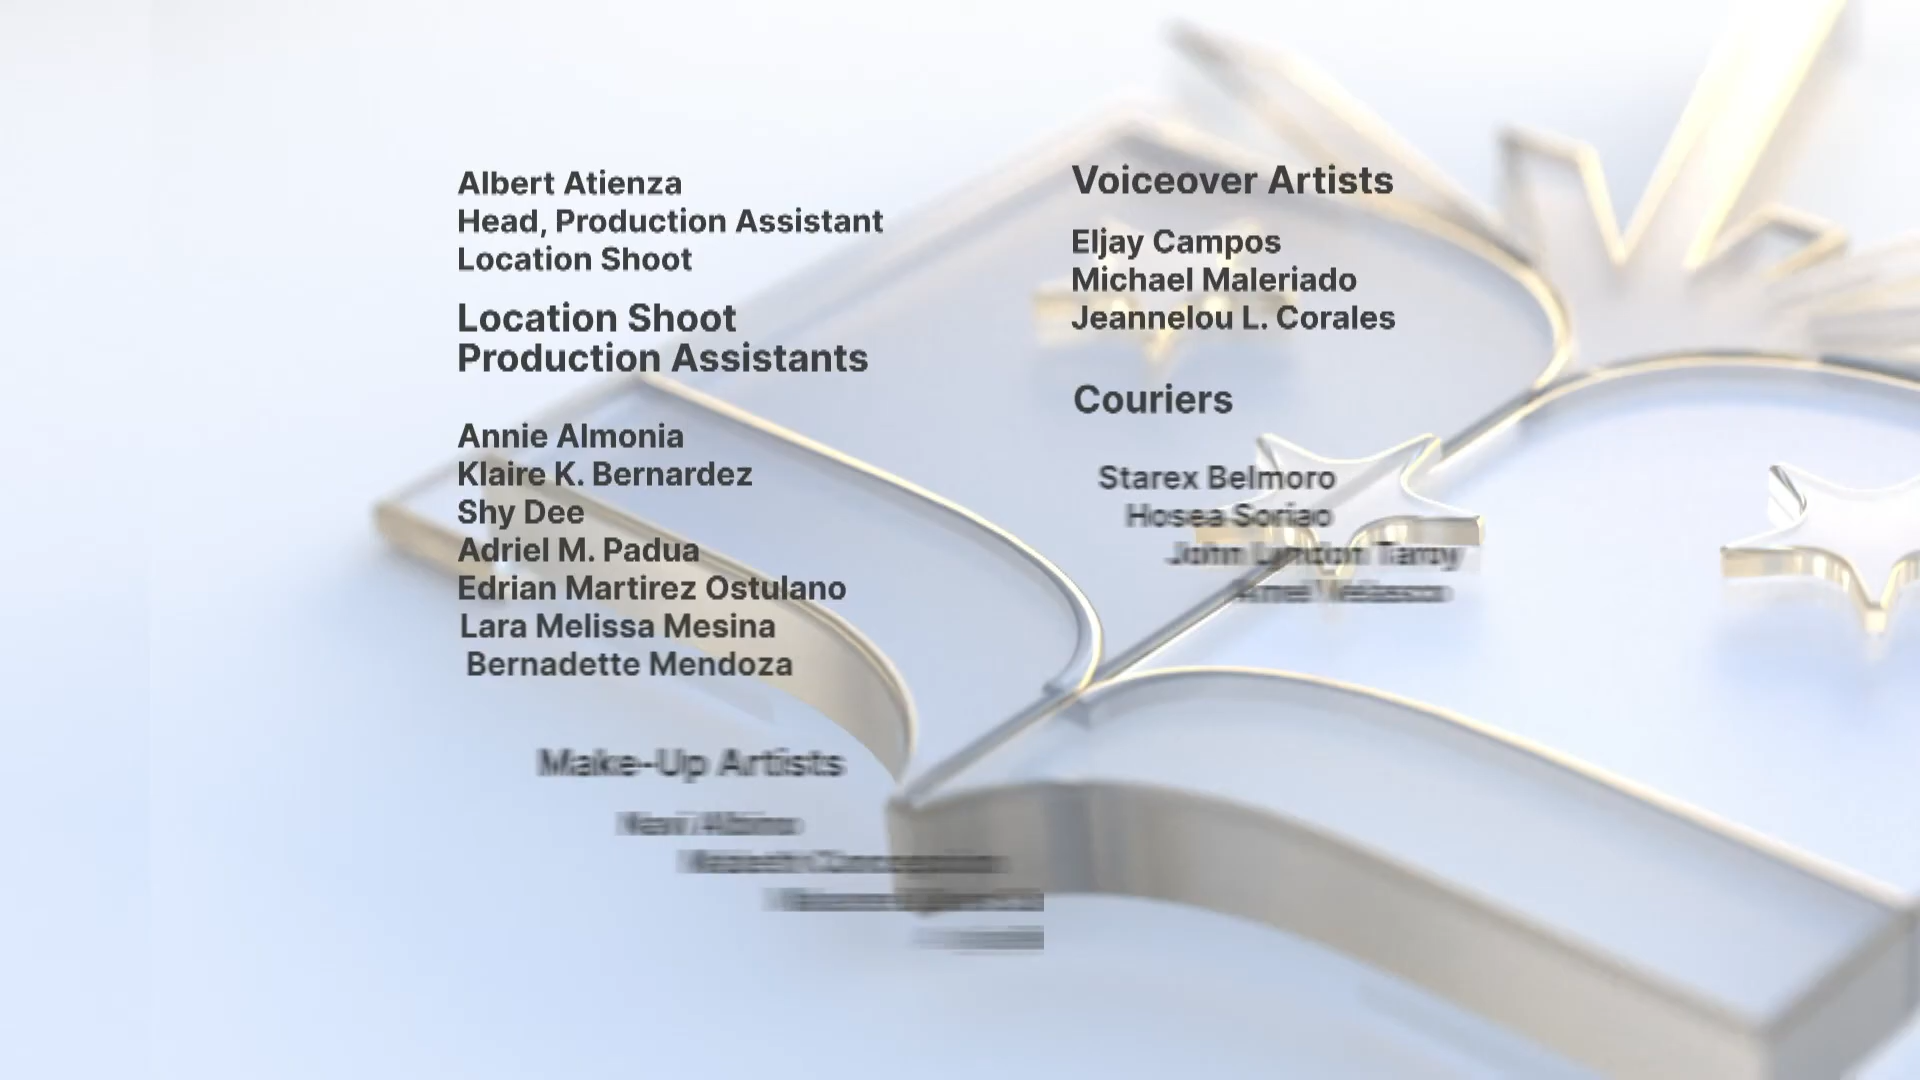 Albert Atienza
Head, Production Assistant
Location Shoot
Location Shoot
Production Assistants
Annie Almonia
Klaire K. Bernardez
Shy Dee
Adriel M. Padua
Edrian Martirez Ostulano
Lara Melissa Mesina
Bernadette Mendoza
Make-Up Artists
Voiceover Artists
Eljay Campos
Michael Maleriado
Jeannelou L. Corales
Couriers
Starex Belmoro
Hosea Soriao
John